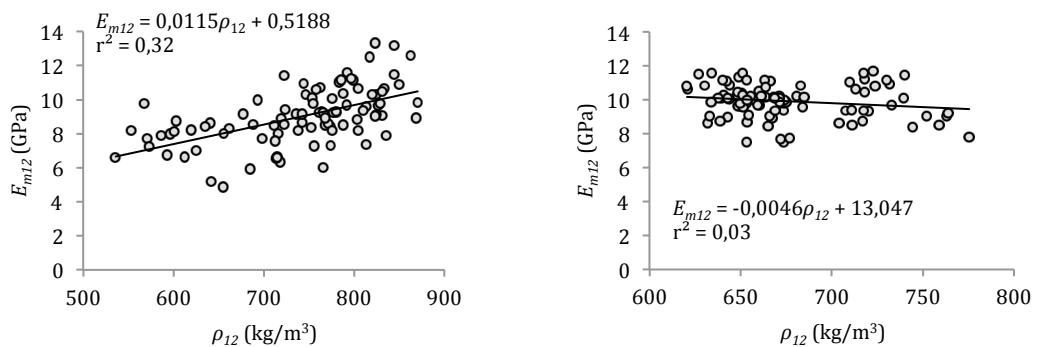 E_m12 = 0,0115ρ_12 + 0,5188
r² = 0,32
14
12
10
8
6
4
2
0
E_m12 (GPa)
500 600 700 800 900
ρ_12 (kg/m³)
14
12
10
8
6
4
2
0
E_m12 (GPa)
E_m12 = -0,0046ρ_12 + 13,047
r² = 0,03
600 650 700 750 800
ρ_12 (kg/m³)